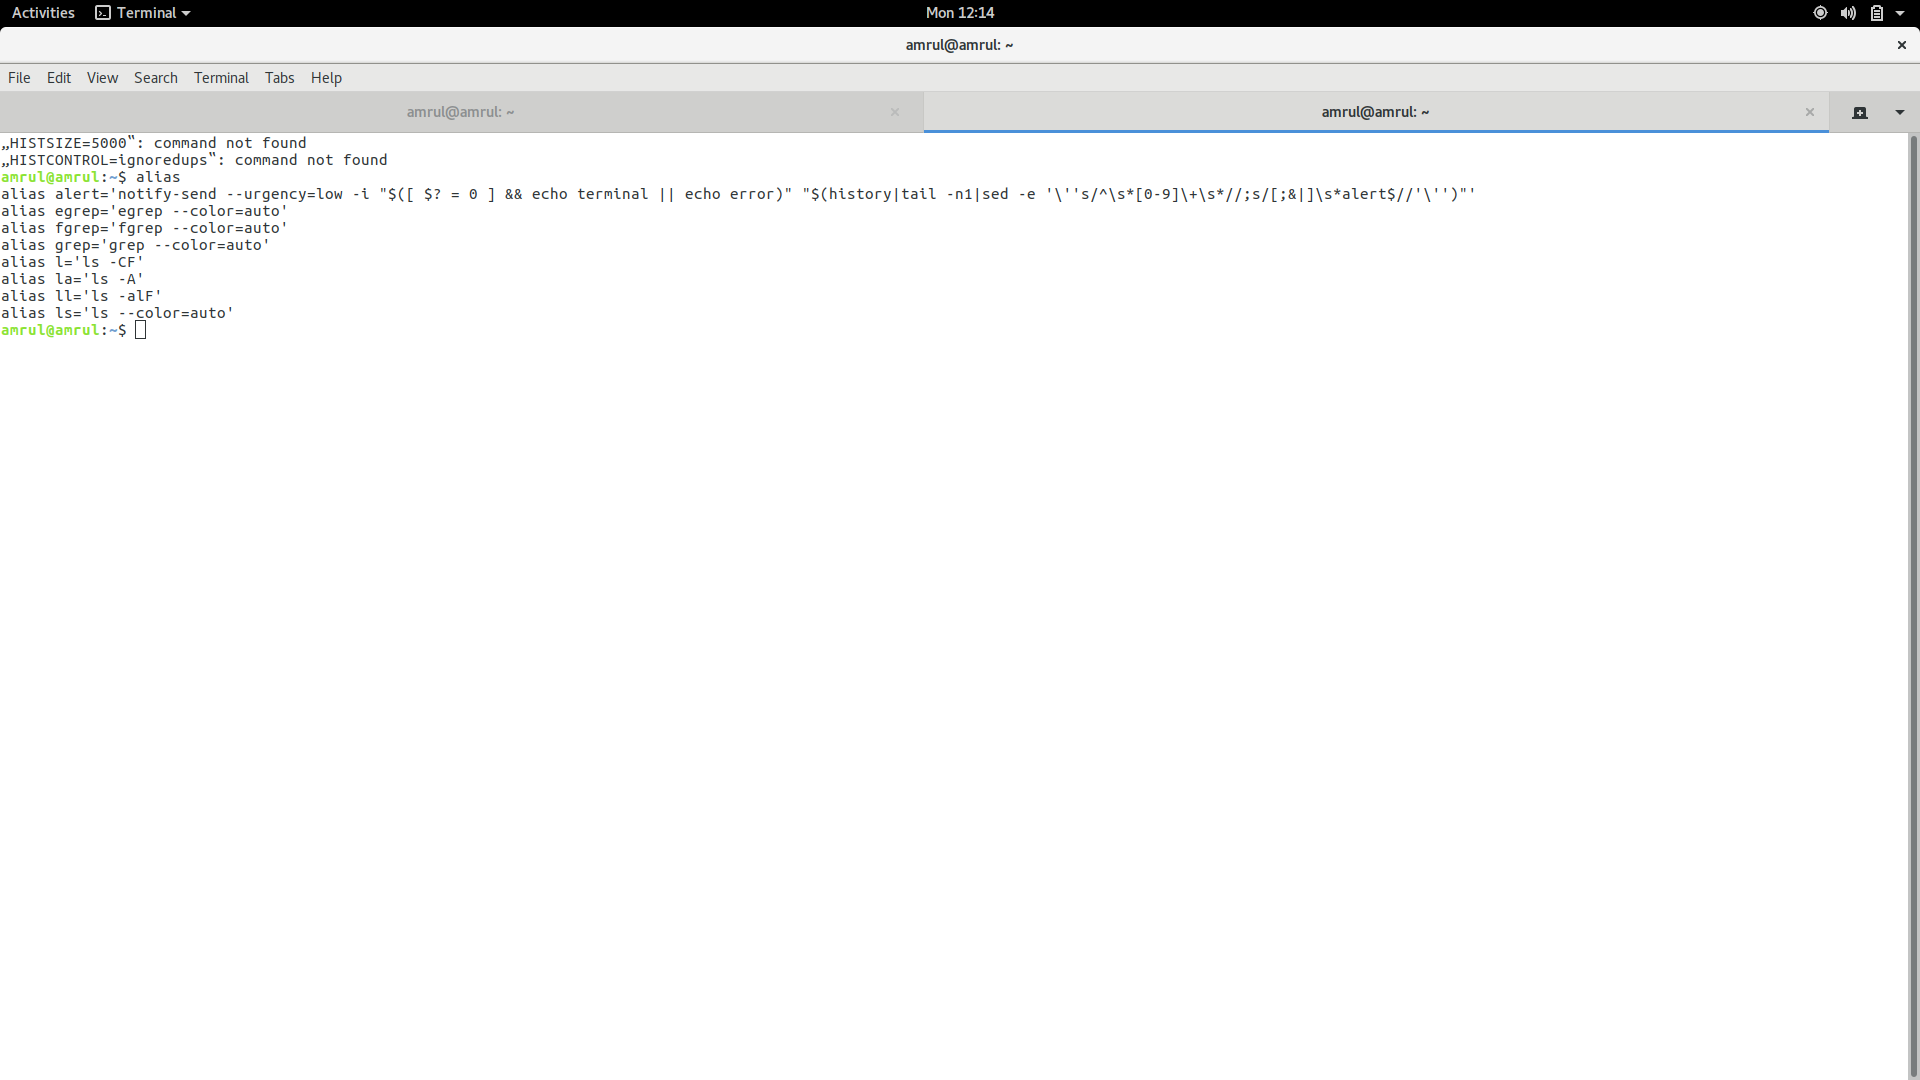 Activities Terminal Mon 12:14
amrul@amrul: ~
File Edit View Search Terminal Tabs Help
amrul@amrul: ~ amrul@amrul: ~
„HISTSIZE=5000‟: command not found
„HISTCONTROL=ignoredups‟: command not found
amrul@amrul:~$ alias
alias alert='notify-send --urgency=low -i "$([ $? = 0 ] && echo terminal || echo error)" "$(history|tail -n1|sed -e '\''s/^\s*[0-9]\+\s*//;s/[;&|]\s*alert$//'\'')"'
alias egrep='egrep --color=auto'
alias fgrep='fgrep --color=auto'
alias grep='grep --color=auto'
alias l='ls -CF'
alias la='ls -A'
alias ll='ls -alF'
alias ls='ls --color=auto'
amrul@amrul:~$